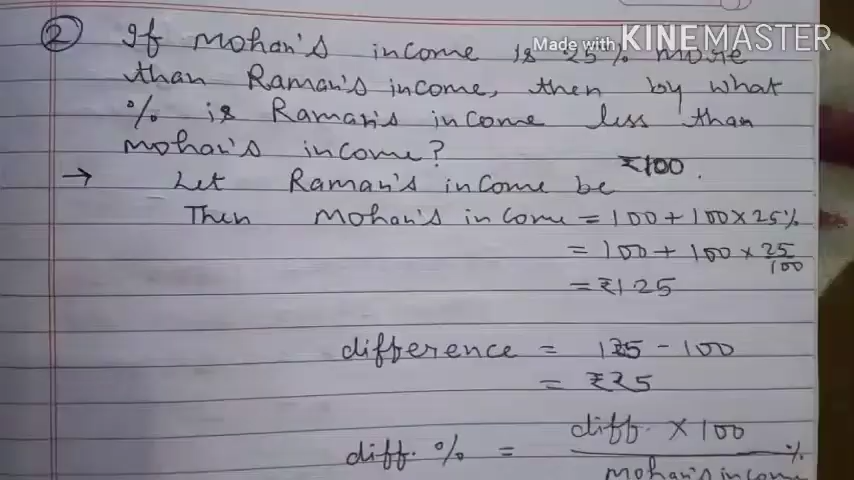 Made with KINEMASTER
② If Mohan's income is 25% more
than Raman's income, then by what
% is Raman's income less than
Mohan's income?
→ Let Raman's income be ₹100.
Then Mohan's income = 100 + 100 × 25%
= 100 + 100 × 25/100
= ₹125
difference = 125 - 100
= ₹25
diff. % = diff. × 100 / Mohan's income %